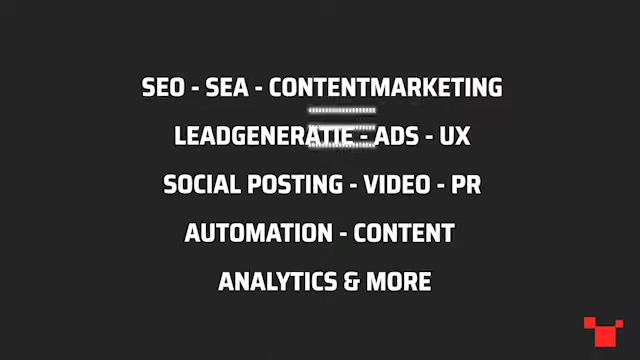 SEO - SEA - CONTENTMARKETING
LEADGENERATIE - ADS - UX
SOCIAL POSTING - VIDEO - PR
AUTOMATION - CONTENT
ANALYTICS & MORE